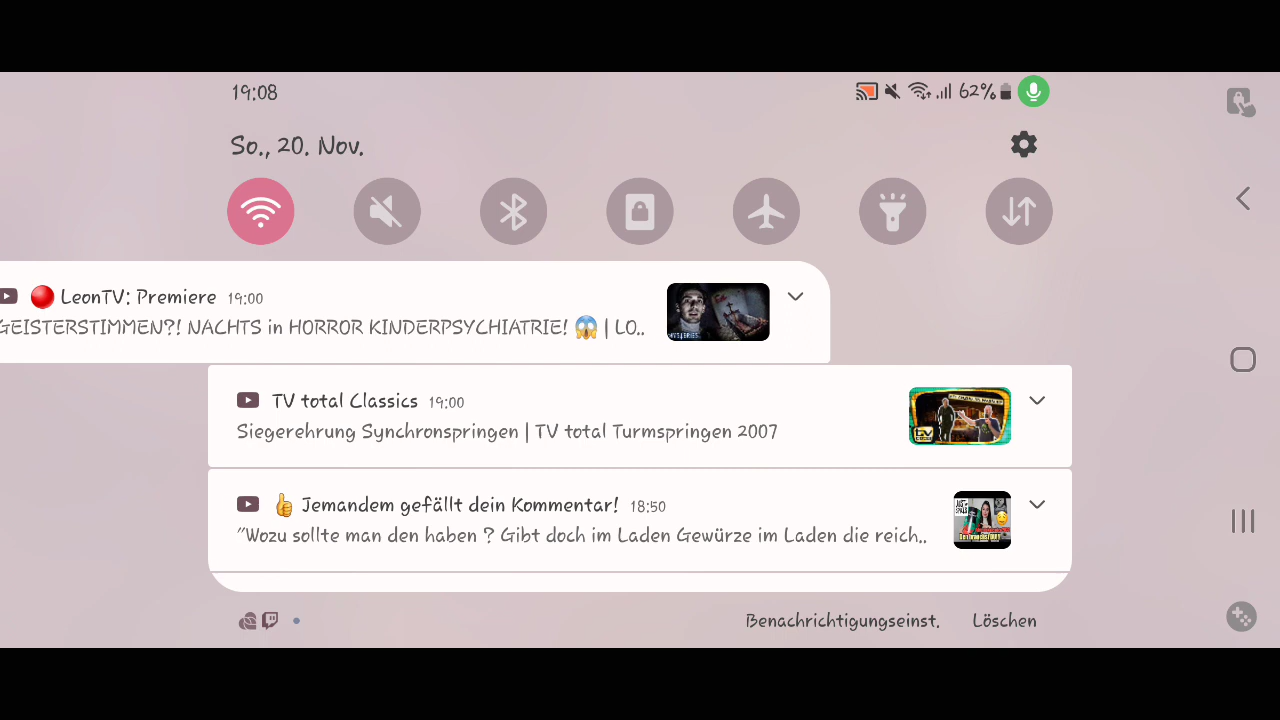 19:08
62%
So., 20. Nov.
LeonTV: Premiere 19:00
GEISTERSTIMMEN?! NACHTS in HORROR KINDERPSYCHIATRIE! 😱 | LO..
TV total Classics 19:00
Siegerehrung Synchronspringen | TV total Turmspringen 2007
👍 Jemandem gefällt dein Kommentar! 18:50
"Wozu sollte man den haben ? Gibt doch im Laden Gewürze im Laden die reich..
Benachrichtigungseinst. Löschen